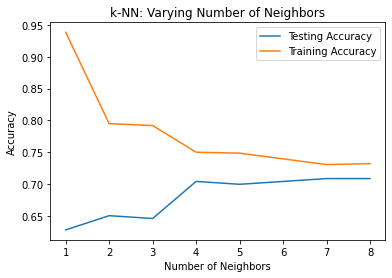 k-NN: Varying Number of Neighbors
Testing Accuracy
Training Accuracy
Accuracy
0.95
0.90
0.85
0.80
0.75
0.70
0.65
1 2 3 4 5 6 7 8
Number of Neighbors